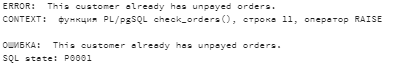 ERROR:  This customer already has unpayed orders.
CONTEXT:  функция PL/pgSQL check_orders(), строка 11, оператор RAISE
ОШИБКА:  This customer already has unpayed orders.
SQL state: P0001